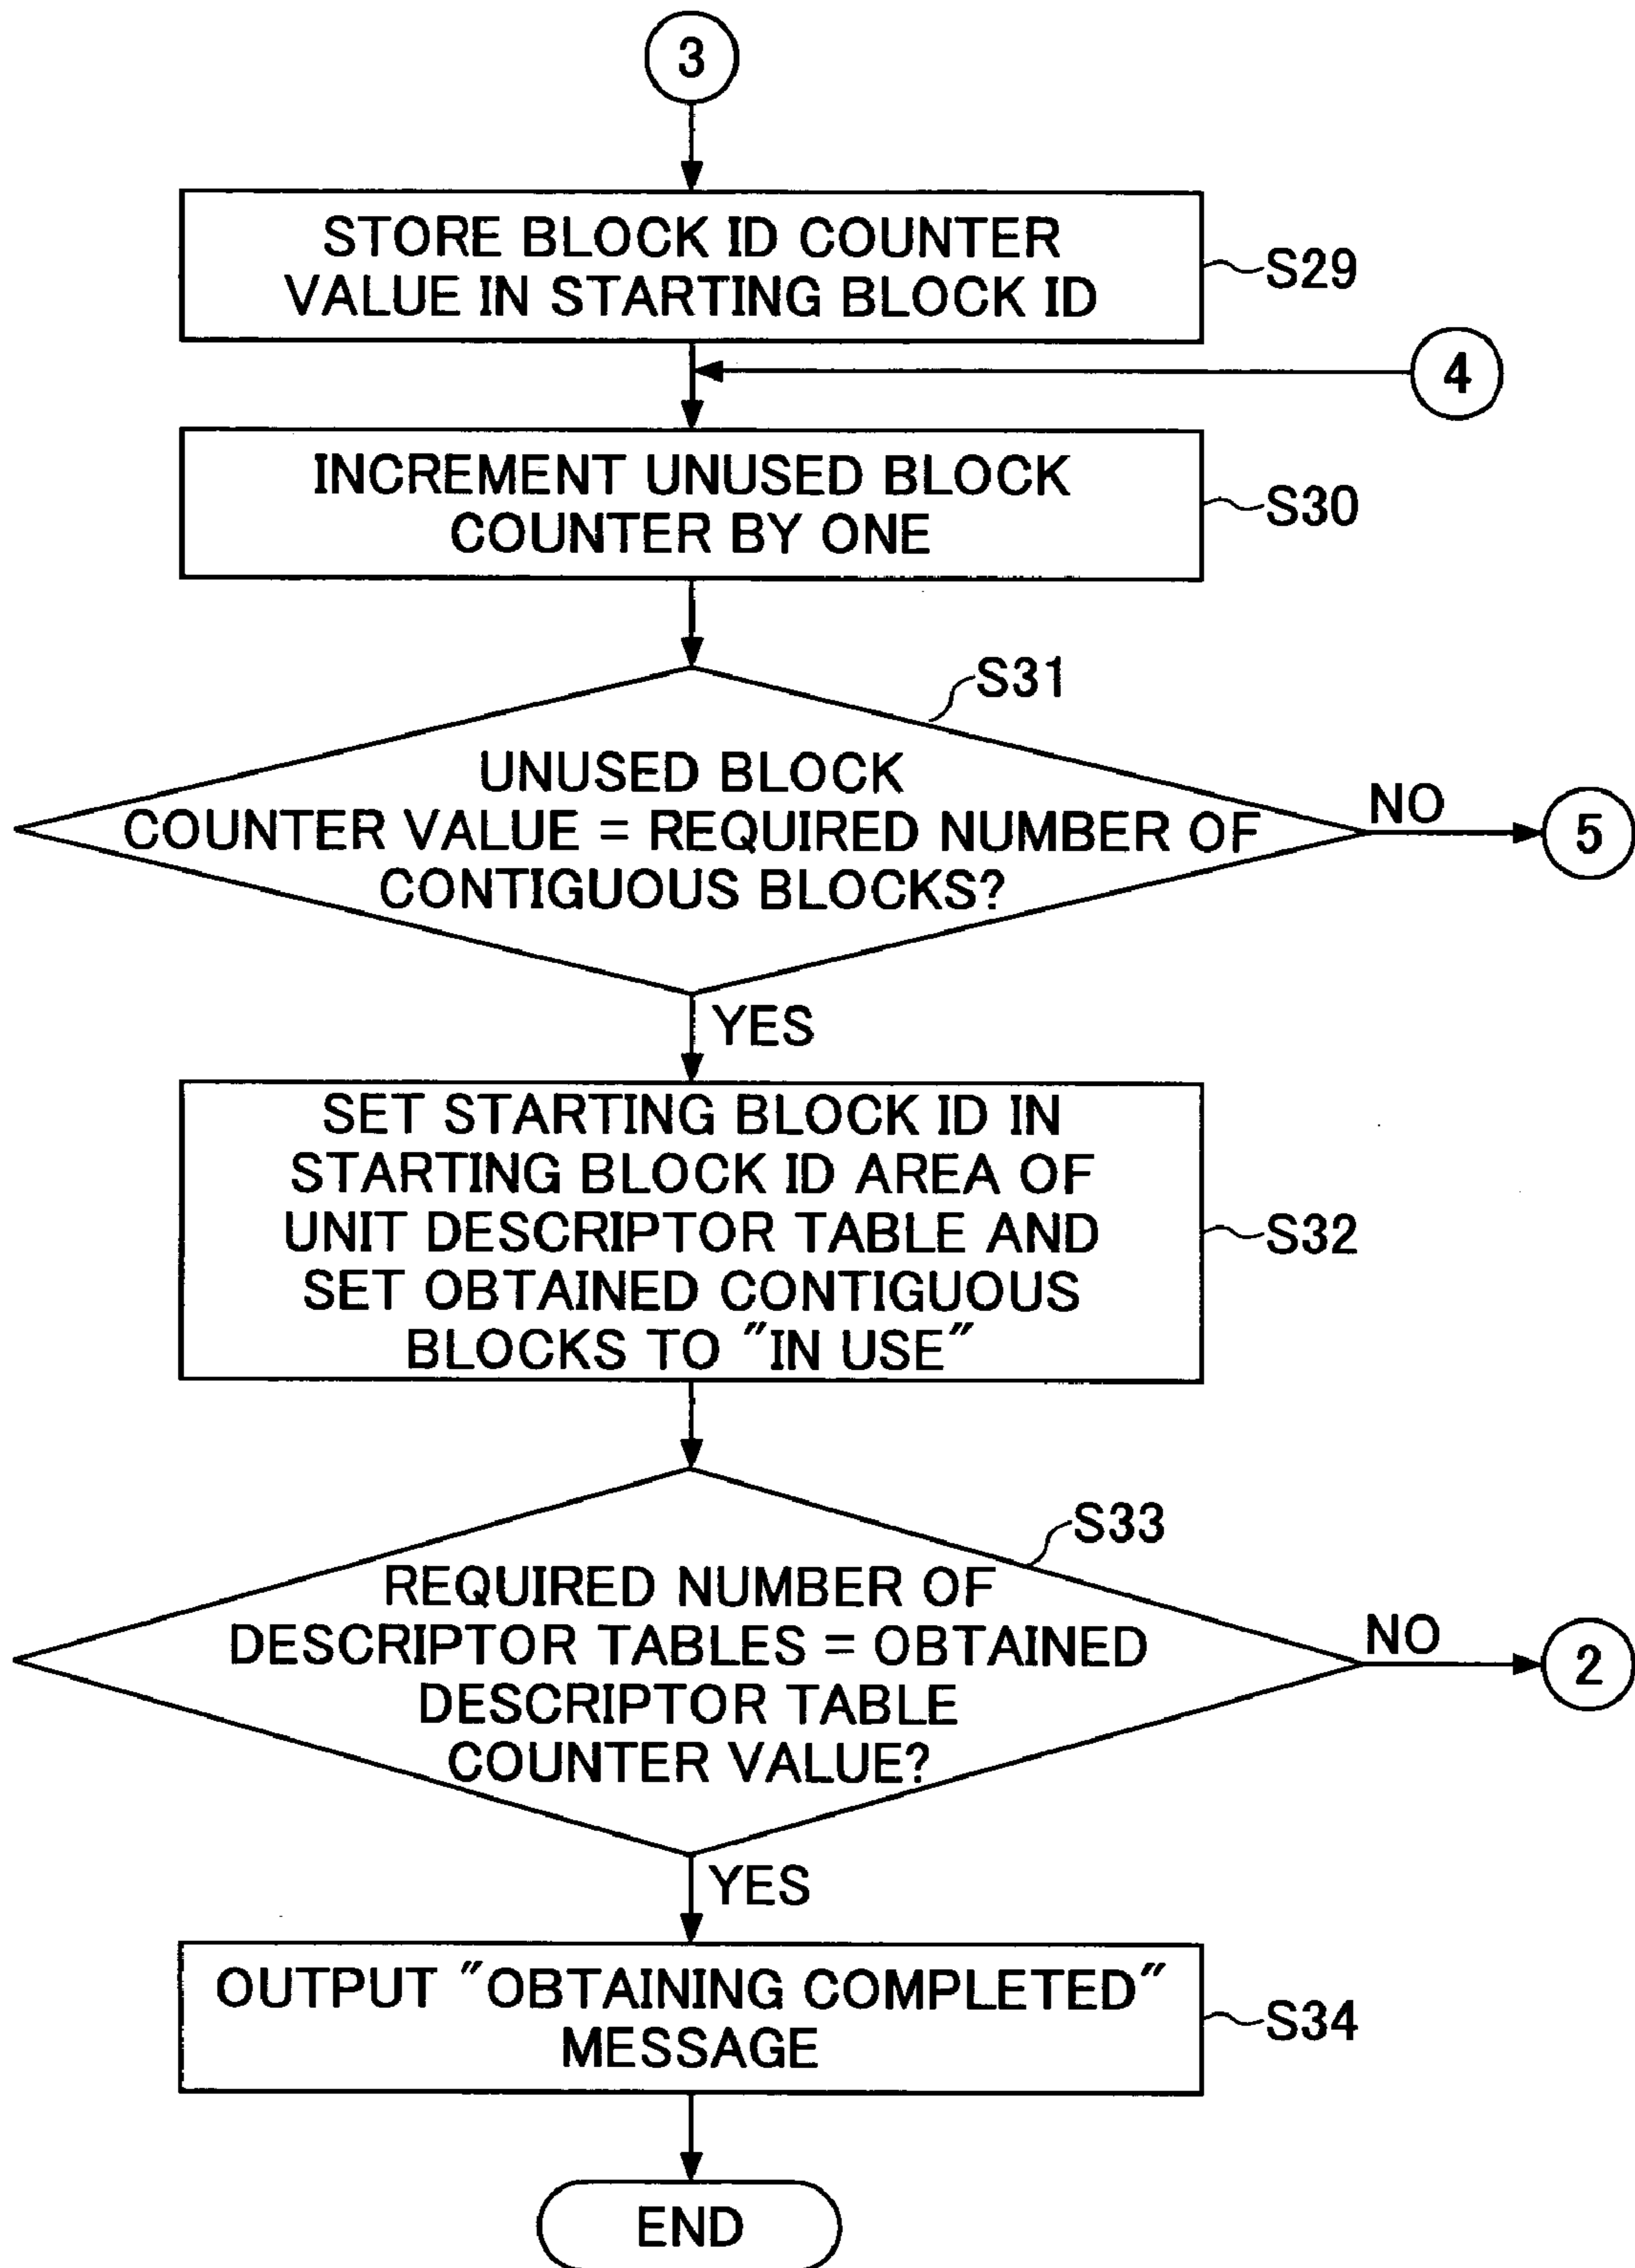 3
STORE BLOCK ID COUNTER
VALUE IN STARTING BLOCK ID
S29
4
INCREMENT UNUSED BLOCK
COUNTER BY ONE
S30
S31
UNUSED BLOCK
COUNTER VALUE = REQUIRED NUMBER OF
CONTIGUOUS BLOCKS?
NO
5
YES
SET STARTING BLOCK ID IN
STARTING BLOCK ID AREA OF
UNIT DESCRIPTOR TABLE AND
SET OBTAINED CONTIGUOUS
BLOCKS TO "IN USE"
S32
S33
REQUIRED NUMBER OF
DESCRIPTOR TABLES = OBTAINED
DESCRIPTOR TABLE
COUNTER VALUE?
NO
2
YES
OUTPUT "OBTAINING COMPLETED"
MESSAGE
S34
END